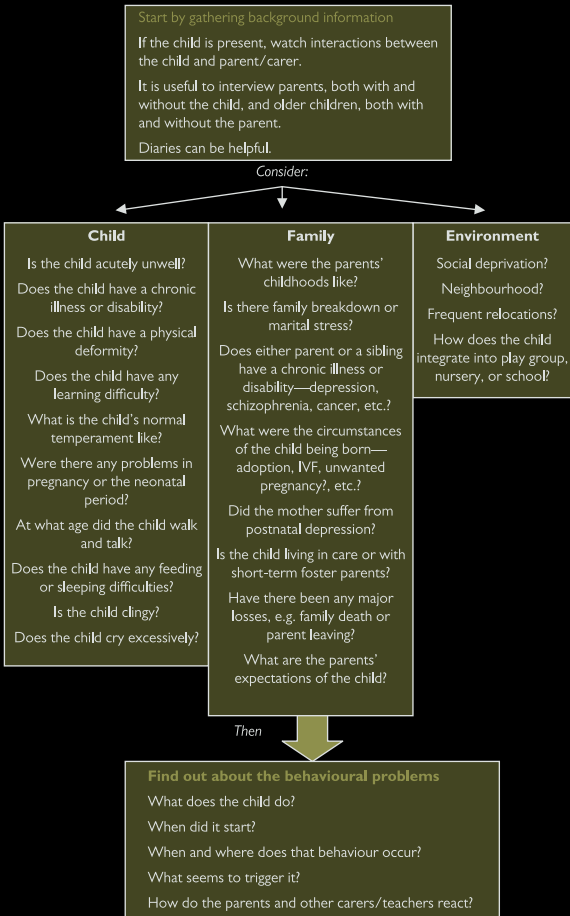 Start by gathering background information
If the child is present, watch interactions between
the child and parent/carer.
It is useful to interview parents, both with and
without the child, and older children, both with
and without the parent.
Diaries can be helpful.
Consider:
Child
Is the child acutely unwell?
Does the child have a chronic
illness or disability?
Does the child have a physical
deformity?
Does the child have any
learning difficulty?
What is the child's normal
temperament like?
Were there any problems in
pregnancy or the neonatal
period?
At what age did the child walk
and talk?
Does the child have any feeding
or sleeping difficulties?
Is the child clingy?
Does the child cry excessively?
Family
What were the parents'
childhoods like?
Is there family breakdown or
marital stress?
Does either parent or a sibling
have a chronic illness or
disability—depression,
schizophrenia, cancer, etc.?
What were the circumstances
of the child being born—
adoption, IVF, unwanted
pregnancy?, etc.?
Did the mother suffer from
postnatal depression?
Is the child living in care or with
short-term foster parents?
Have there been any major
losses, e.g. family death or
parent leaving?
What are the parents'
expectations of the child?
Environment
Social deprivation?
Neighbourhood?
Frequent relocations?
How does the child
integrate into play group,
nursery, or school?
Then
Find out about the behavioural problems
What does the child do?
When did it start?
When and where does that behaviour occur?
What seems to trigger it?
How do the parents and other carers/teachers react?